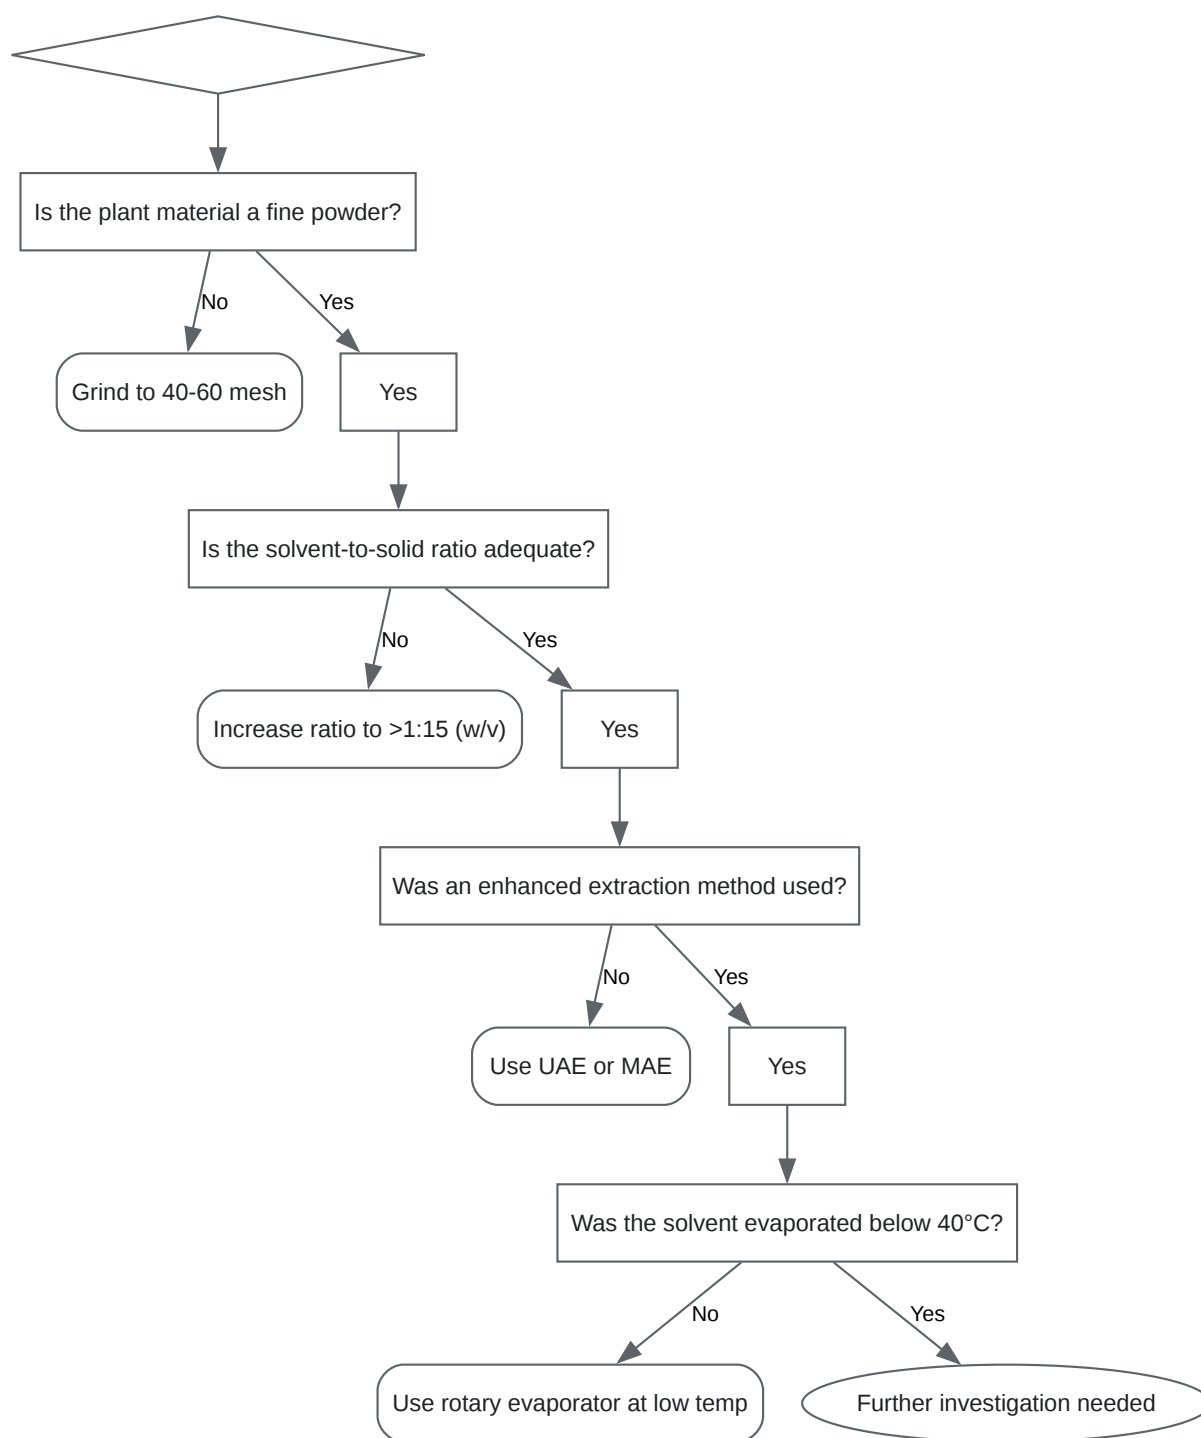 Is the plant material a fine powder?
No
Yes
Grind to 40-60 mesh
Yes
Is the solvent-to-solid ratio adequate?
No
Yes
Increase ratio to >1:15 (w/v)
Yes
Was an enhanced extraction method used?
No
Yes
Use UAE or MAE
Yes
Was the solvent evaporated below 40°C?
No
Yes
Use rotary evaporator at low temp
Further investigation needed